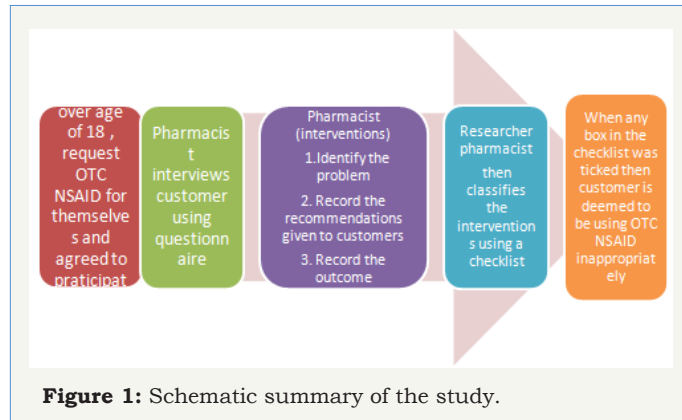 over age
of 18 ,
request
OTC
NSAID for
themselve
s and
agreed to
praticipat
Pharmacis
t
interviews
customer
using
questionn
aire
Pharmacist
(interventions)
1.Identify the
problem
2. Record the
recommendations
given to customers
3. Record the
outcome
Researcher
pharmacist
then
classifies
the
intervention
s using a
checklist
When any
box in the
checklist was
ticked then
customer is
deemed to
be using OTC
NSAID
inappropriat
ely
Figure 1: Schematic summary of the study.